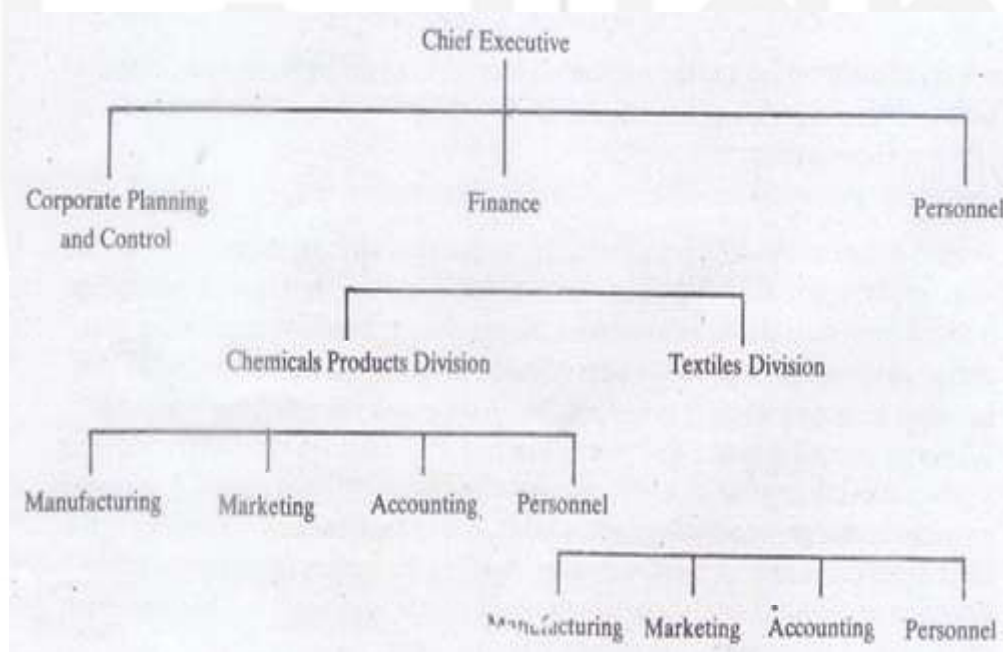 Chief Executive
Corporate Planning
and Control
Finance
Personnel
Chemicals Products Division
Textiles Division
Manufacturing
Marketing
Accounting
Personnel
Manufacturing
Marketing
Accounting
Personnel